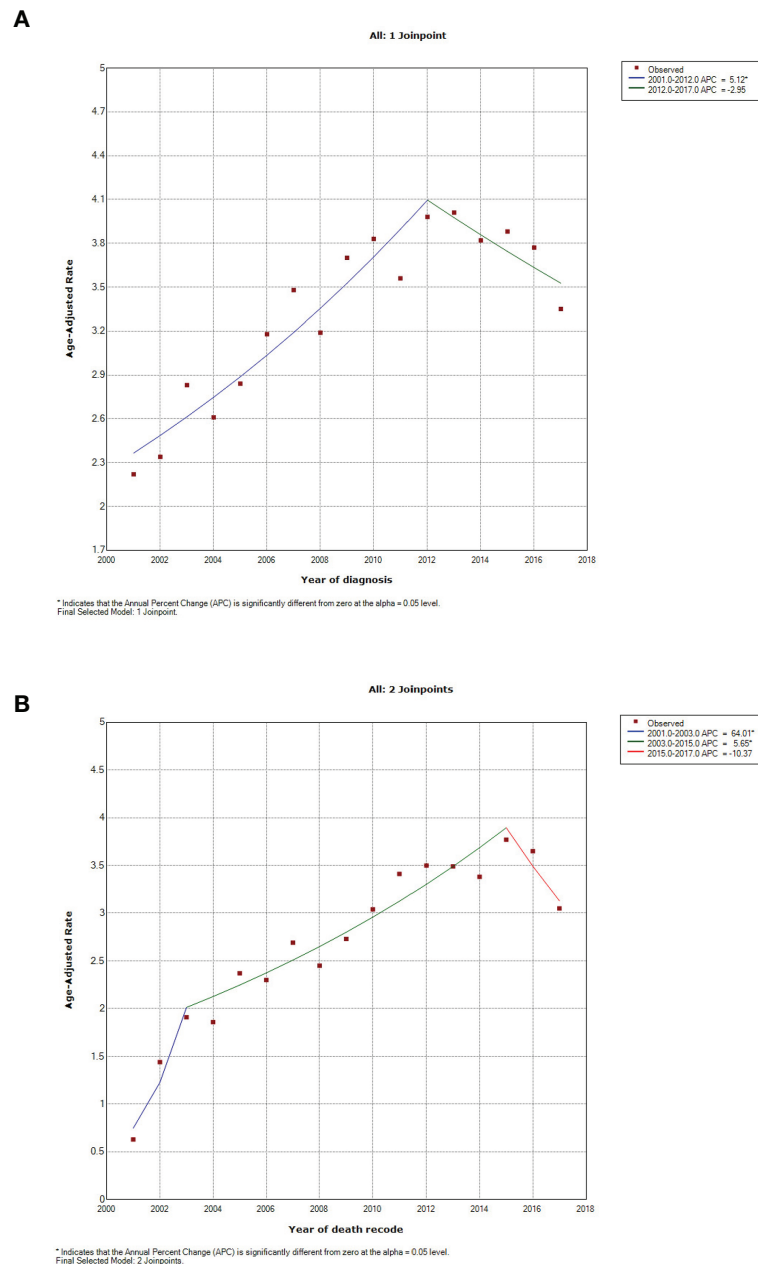 A
All: 1 Joinpoint
Observed
2001.0-2012.0 APC = 5.12*
2012.0-2017.0 APC = -2.95
5
4.7
4.4
4.1
3.8
3.5
3.2
2.9
2.6
2.3
2
1.7
Age-Adjusted Rate
2000 2002 2004 2006 2008 2010 2012 2014 2016 2018
Year of diagnosis
* Indicates that the Annual Percent Change (APC) is significantly different from zero at the alpha = 0.05 level.
Final Selected Model: 1 Joinpoint.
B
All: 2 Joinpoints
Observed
2001.0-2003.0 APC = 64.01*
2003.0-2015.0 APC = 5.65*
2015.0-2017.0 APC = -10.37
5
4.5
4
3.5
3
2.5
2
1.5
1
0.5
0
Age-Adjusted Rate
2000 2002 2004 2006 2008 2010 2012 2014 2016 2018
Year of death recode
* Indicates that the Annual Percent Change (APC) is significantly different from zero at the alpha = 0.05 level.
Final Selected Model: 2 Joinpoints.